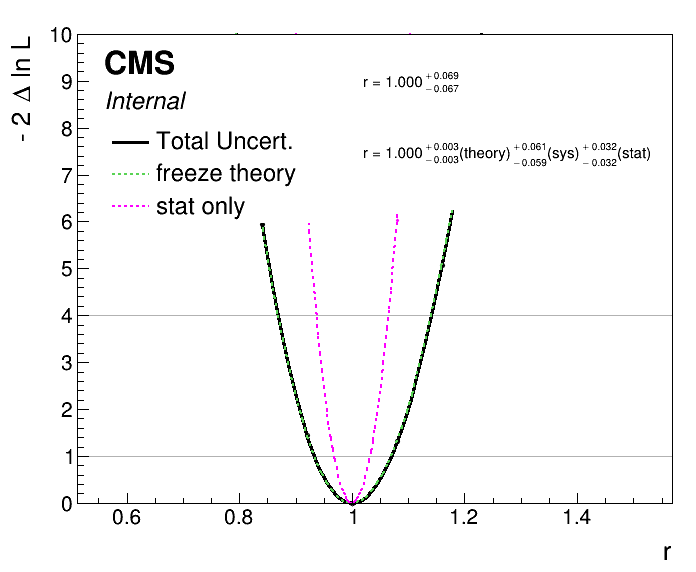 - 2 Δ ln L
10
9
8
7
6
5
4
3
2
1
0
CMS
Internal
Total Uncert.
freeze theory
stat only
r = 1.000 +0.069 −0.067
r = 1.000 +0.003 −0.003 (theory) +0.061 −0.059 (sys) +0.032 −0.032 (stat)
0.6 0.8 1 1.2 1.4
r